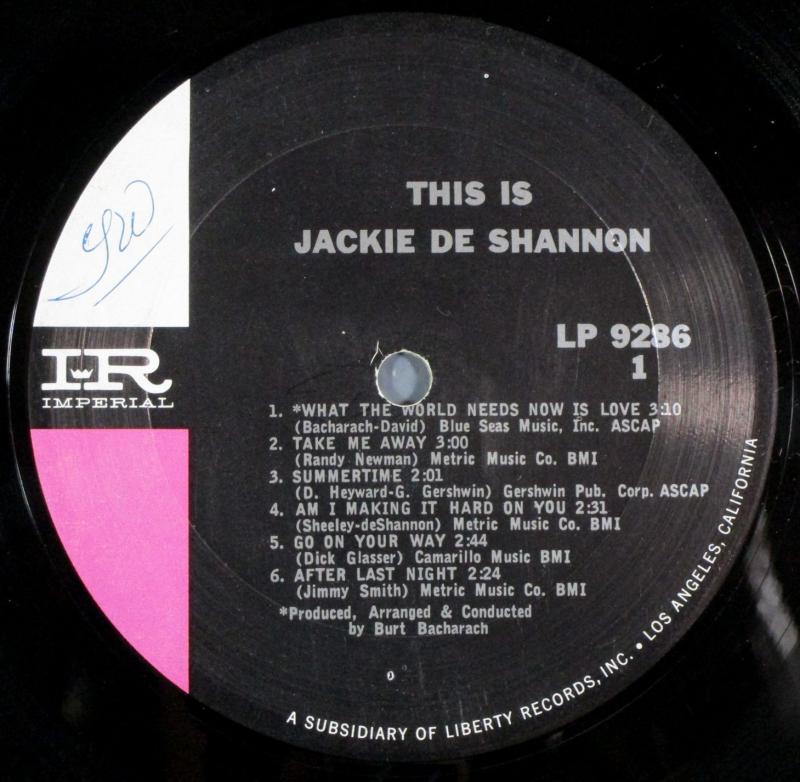 THIS IS
JACKIE DE SHANNON
LP 9286
1
IR
IMPERIAL
1. *WHAT THE WORLD NEEDS NOW IS LOVE 3:10
(Bacharach-David) Blue Seas Music, Inc. ASCAP
2. TAKE ME AWAY 3:00
(Randy Newman) Metric Music Co. BMI
3. SUMMERTIME 2:01
(D. Heyward-G. Gershwin) Gershwin Pub. Corp. ASCAP
4. AM I MAKING IT HARD ON YOU 2:31
(Sheeley-deShannon) Metric Music Co. BMI
5. GO ON YOUR WAY 2:44
(Dick Glasser) Camarillo Music BMI
6. AFTER LAST NIGHT 2:24
(Jimmy Smith) Metric Music Co. BMI
*Produced, Arranged & Conducted
by Burt Bacharach
A SUBSIDIARY OF LIBERTY RECORDS, INC. • LOS ANGELES, CALIFORNIA